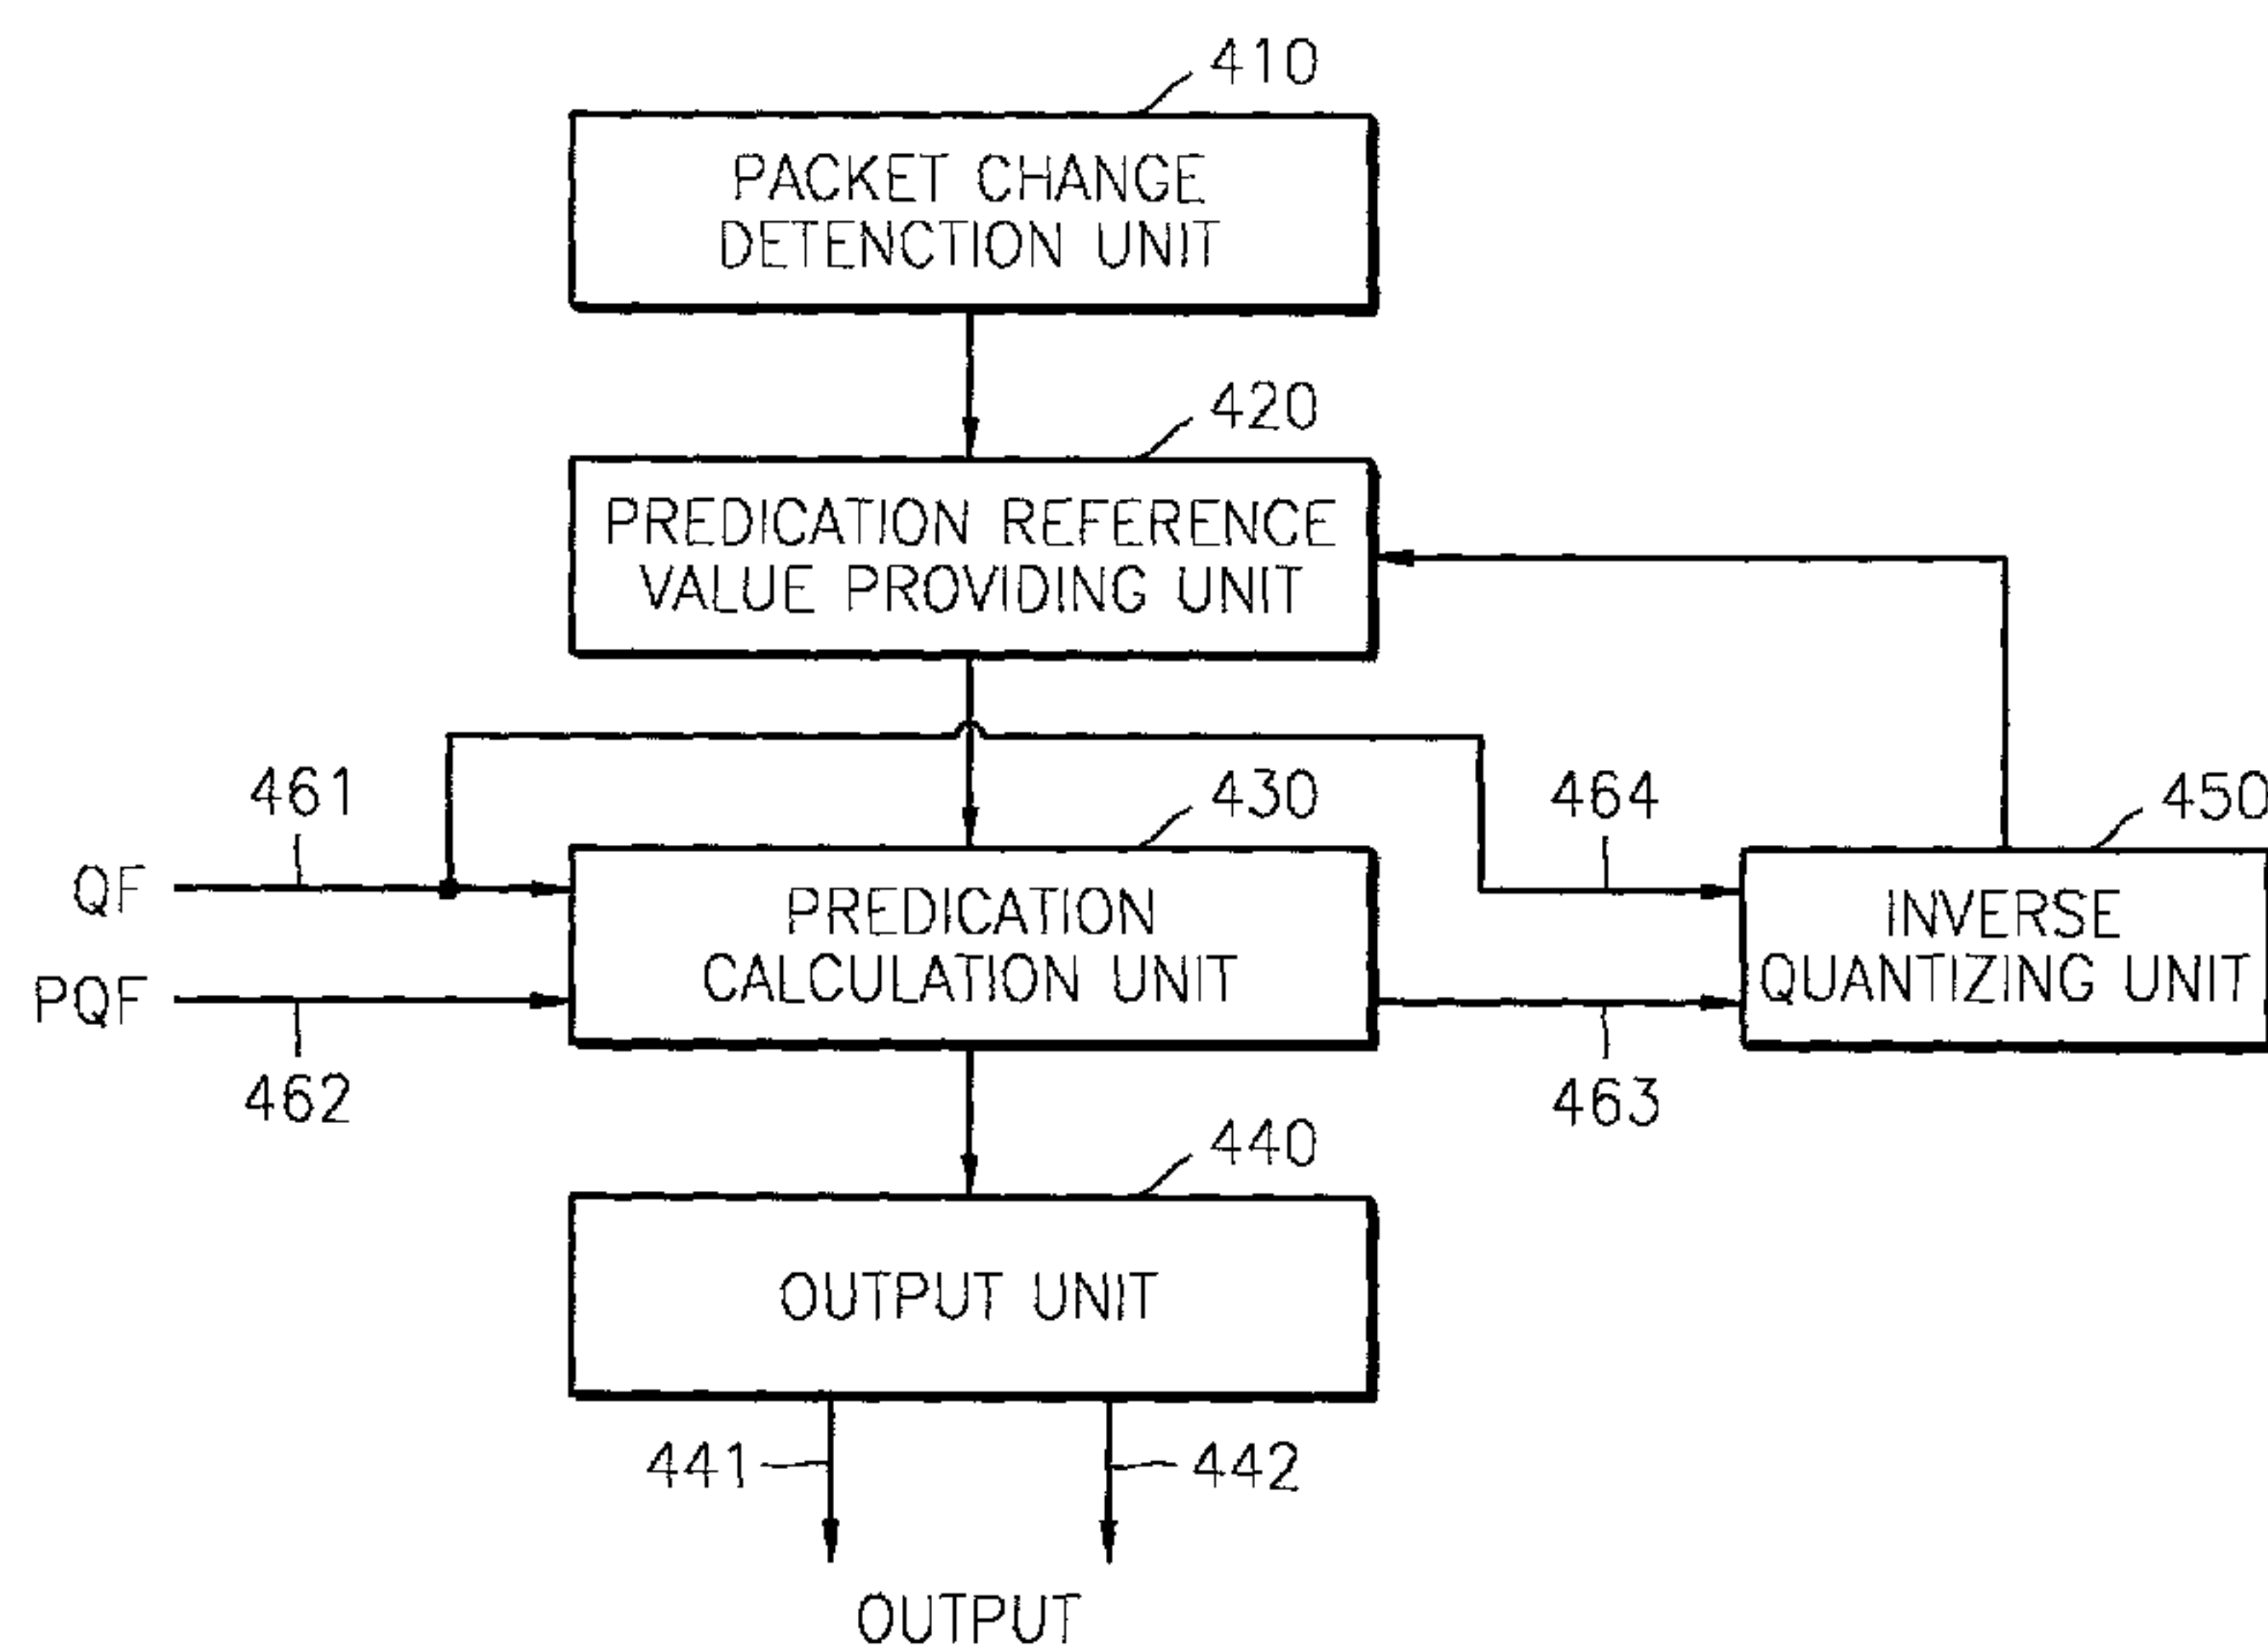 410
PACKET CHANGE
DETENCTION UNIT
420
PREDICATION REFERENCE
VALUE PROVIDING UNIT
461
430
464
450
QF
PREDICATION
CALCULATION UNIT
INVERSE
QUANTIZING UNIT
PQF
462
463
440
OUTPUT UNIT
441
442
OUTPUT